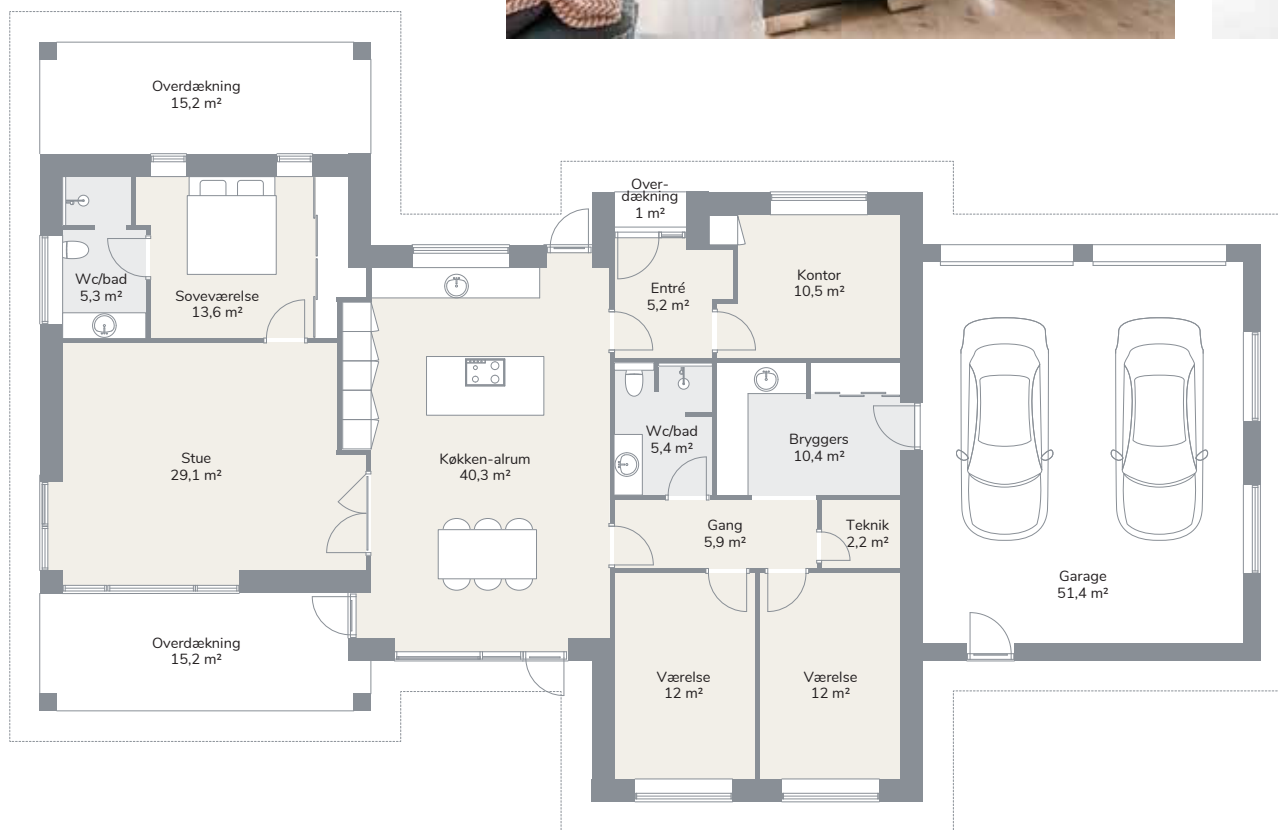 Overdækning
15,2 m²
Over-
dækning
1 m²
Wc/bad
5,3 m²
Soveværelse
13,6 m²
Entré
5,2 m²
Kontor
10,5 m²
Stue
29,1 m²
Køkken-alrum
40,3 m²
Wc/bad
5,4 m²
Bryggers
10,4 m²
Gang
5,9 m²
Teknik
2,2 m²
Garage
51,4 m²
Overdækning
15,2 m²
Værelse
12 m²
Værelse
12 m²